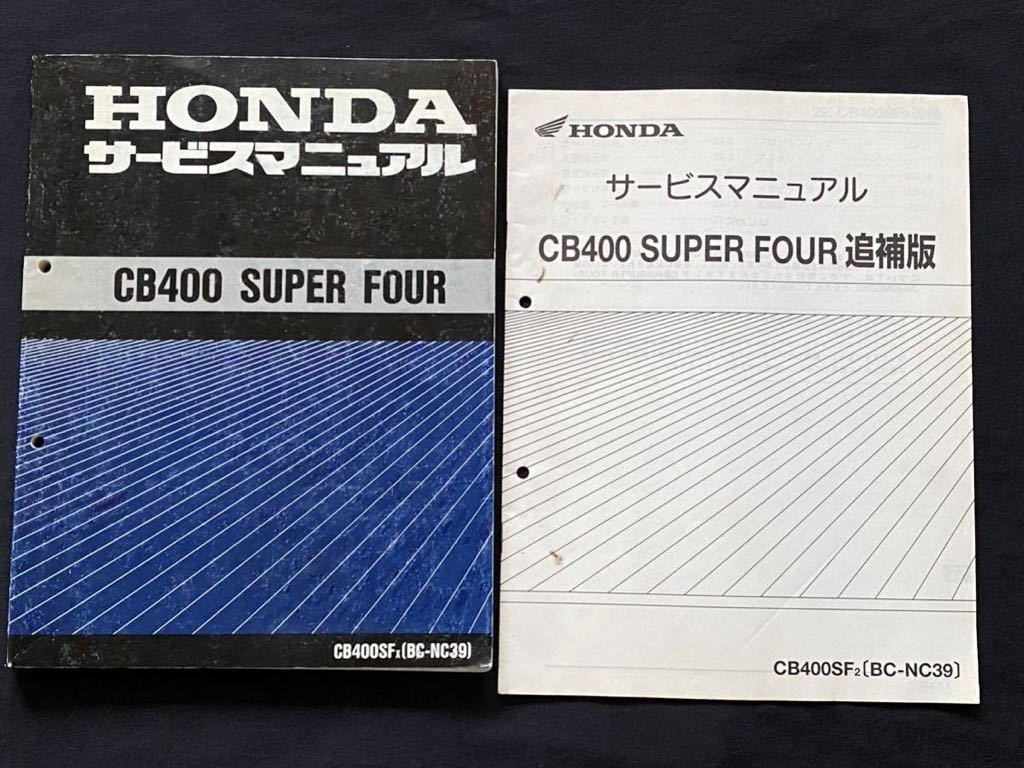 HONDA
サービスマニュアル
CB400 SUPER FOUR
CB400SFX〔BC-NC39〕
HONDA
サービスマニュアル
CB400 SUPER FOUR 追補版
CB400SF2〔BC-NC39〕